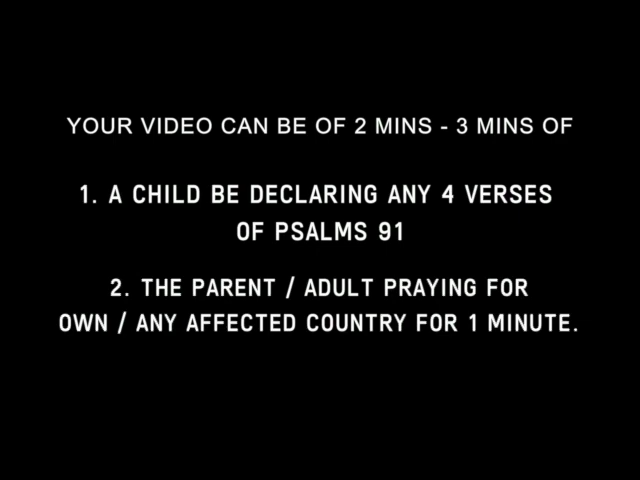 YOUR VIDEO CAN BE OF 2 MINS - 3 MINS OF
1. A CHILD BE DECLARING ANY 4 VERSES
OF PSALMS 91
2. THE PARENT / ADULT PRAYING FOR
OWN / ANY AFFECTED COUNTRY FOR 1 MINUTE.